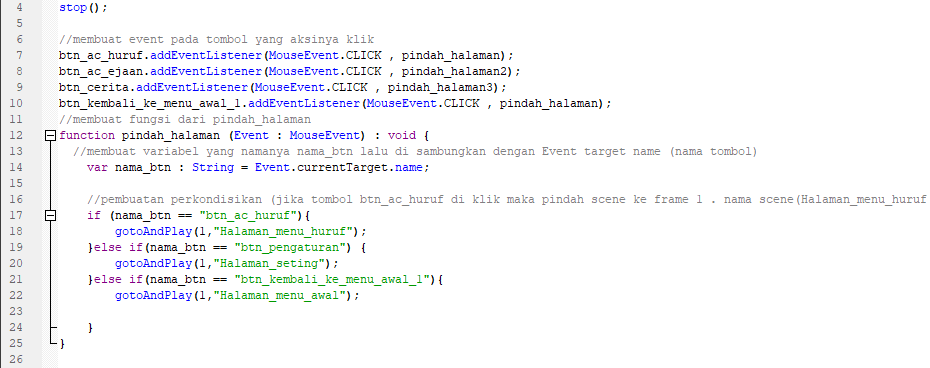 4 stop();
5
6 //membuat event pada tombol yang aksinya klik
7 btn_ac_huruf.addEventListener(MouseEvent.CLICK , pindah_halaman);
8 btn_ac_ejaan.addEventListener(MouseEvent.CLICK , pindah_halaman2);
9 btn_cerita.addEventListener(MouseEvent.CLICK , pindah_halaman3);
10 btn_kembali_ke_menu_awal_1.addEventListener(MouseEvent.CLICK , pindah_halaman);
11 //membuat fungsi dari pindah_halaman
12 function pindah_halaman (Event : MouseEvent) : void {
13 //membuat variabel yang namanya nama_btn lalu di sambungkan dengan Event target name (nama tombol)
14 var nama_btn : String = Event.currentTarget.name;
15
16 //pembuatan perkondisikan (jika tombol btn_ac_huruf di klik maka pindah scene ke frame 1 . nama scene(Halaman_menu_huruf
17 if (nama_btn == "btn_ac_huruf"){
18 gotoAndPlay(1,"Halaman_menu_huruf");
19 }else if(nama_btn == "btn_pengaturan") {
20 gotoAndPlay(1,"Halaman_seting");
21 }else if(nama_btn == "btn_kembali_ke_menu_awal_1"){
22 gotoAndPlay(1,"Halaman_menu_awal");
23
24 }
25 }
26